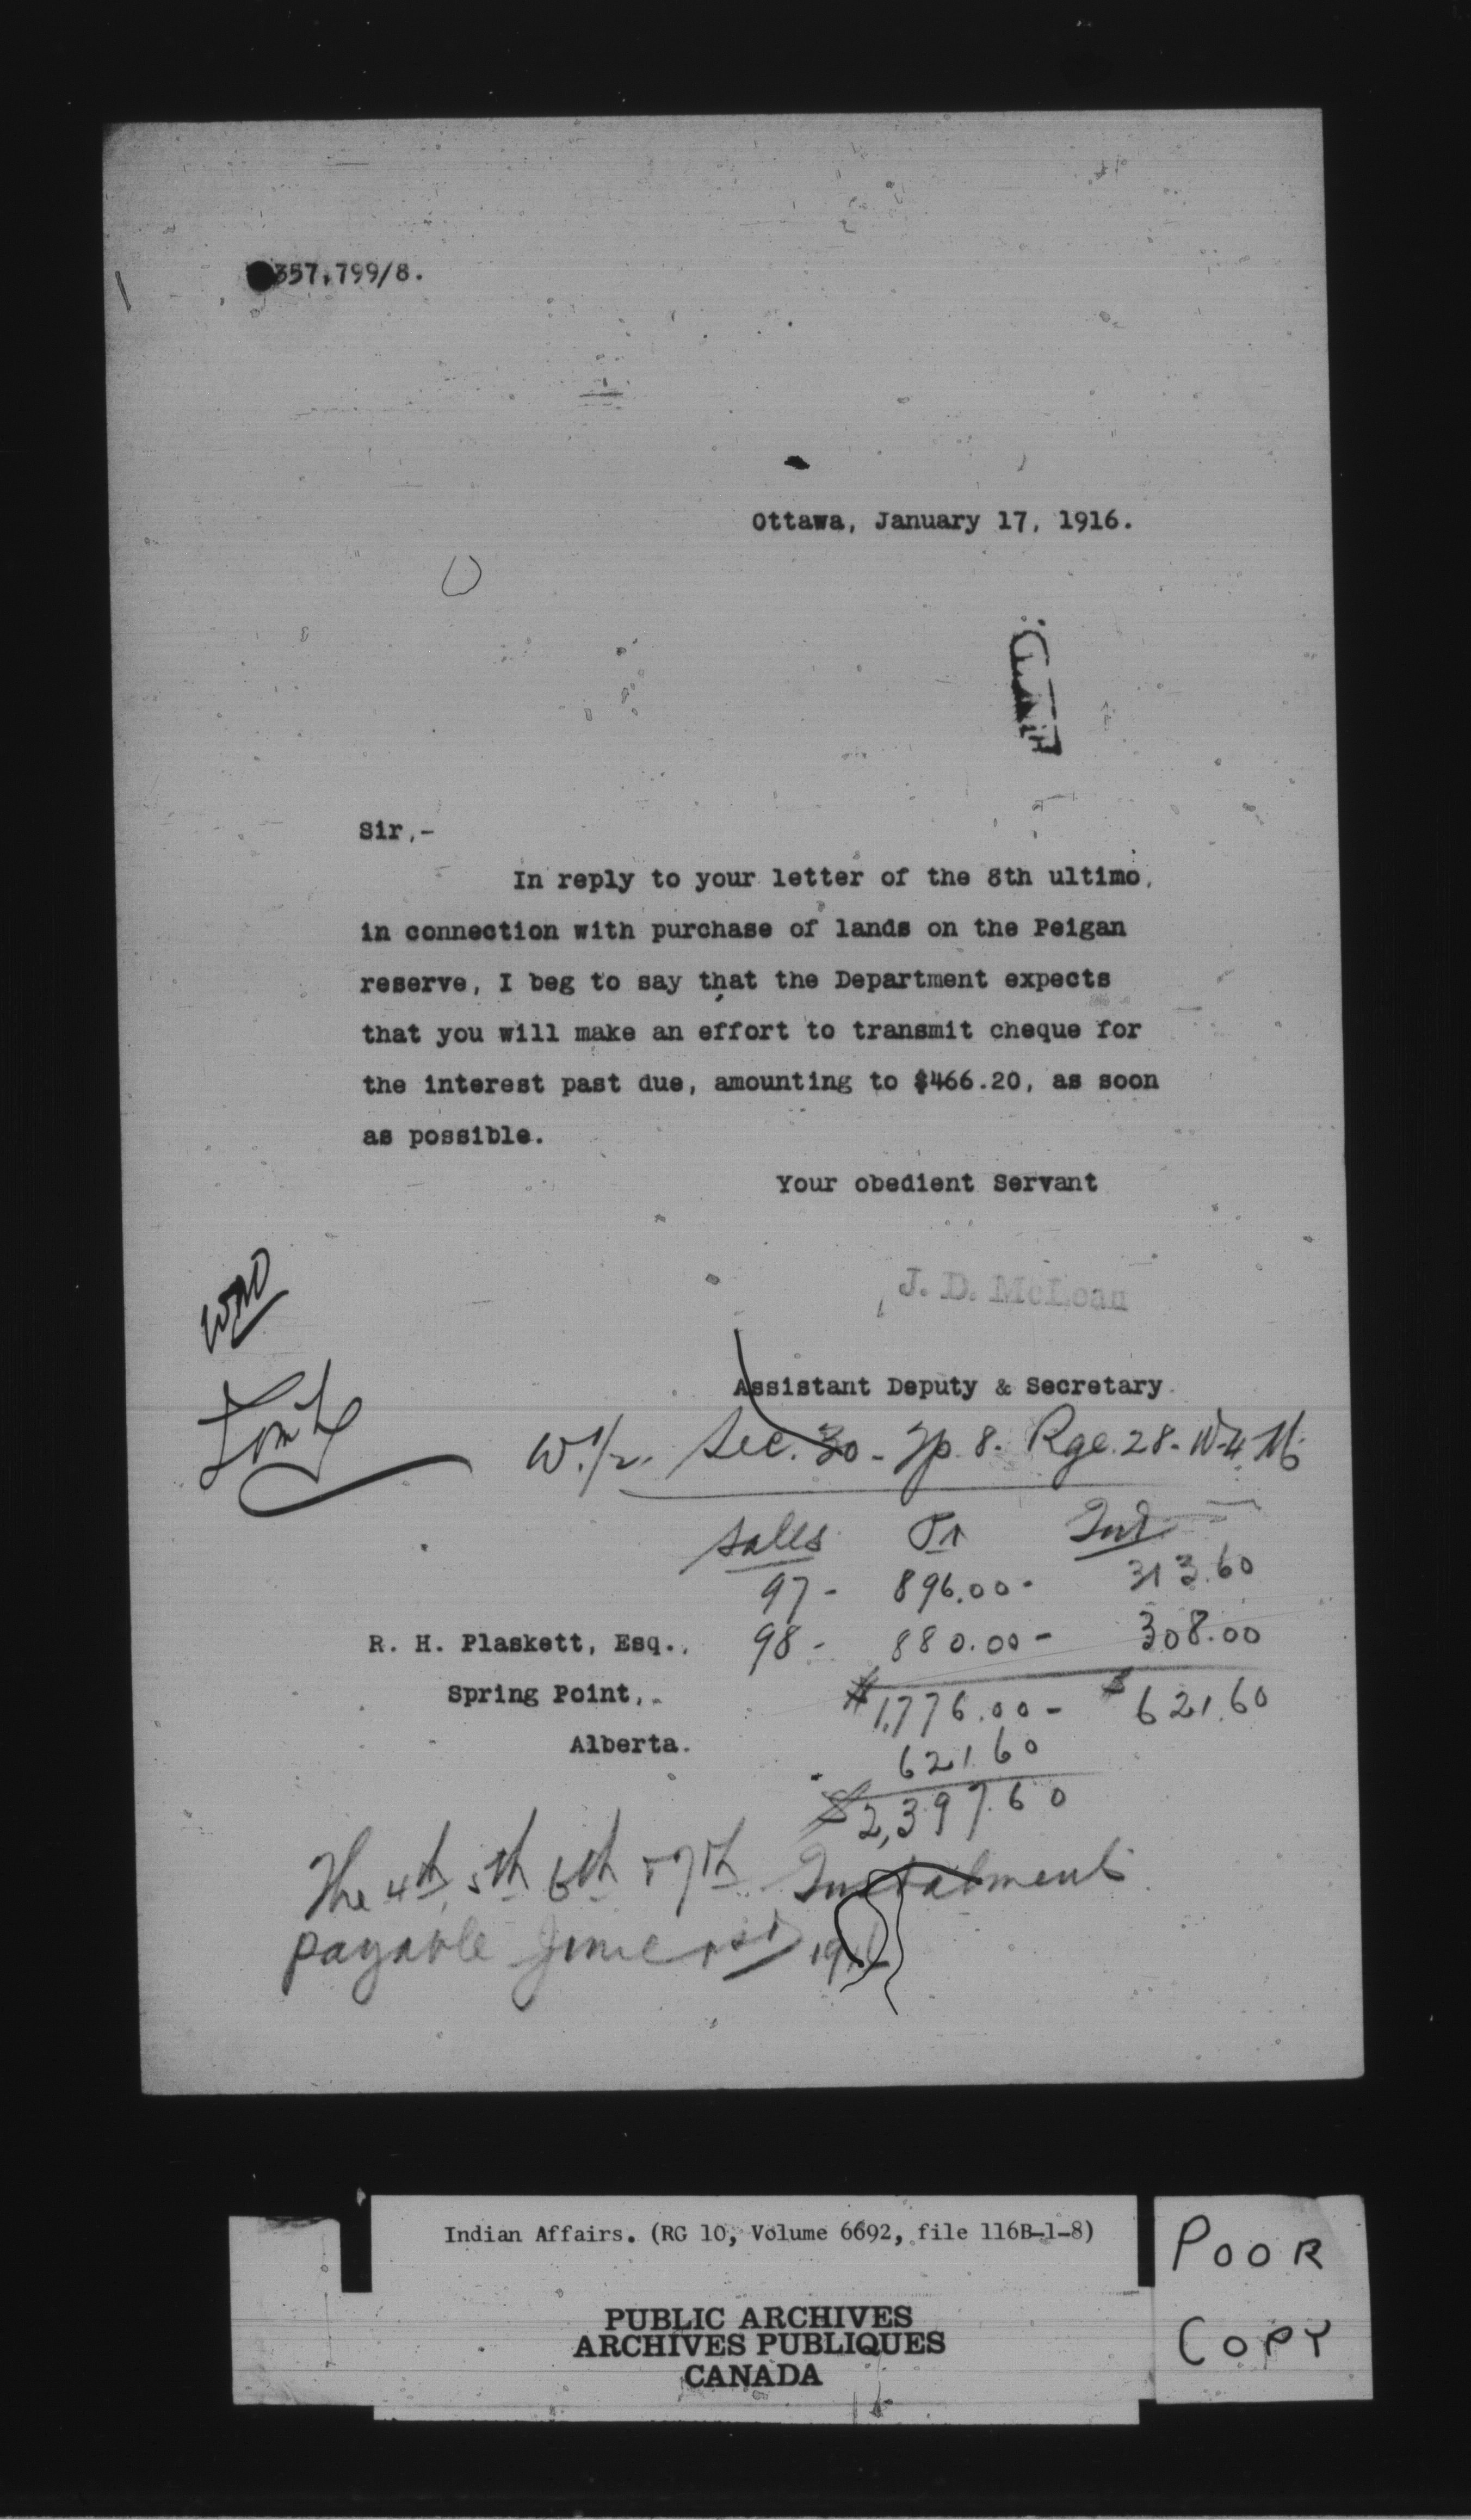 357,799/8.
Ottawa, January 17, 1916.
Sir,-
In reply to your letter of the 8th ultimo,
in connection with purchase of lands on the Peigan
reserve, I beg to say that the Department expects
that you will make an effort to transmit cheque for
the interest past due, amounting to $466.20, as soon
as possible.
Your obedient Servant
J. D. McLean
Assistant Deputy & Secretary.
W.1/2. Sec. 30 - Tp. 8. Rge. 28. W. 4 M.
Sales Pr Int
97 - 896.00 - 313.60
98 - 880.00 - 308.00
$1,776.00 - $621.60
621.60
$2,397.60
R. H. Plaskett, Esq.,
Spring Point,
Alberta.
The 4th, 5th 6th & 7th Instalments
payable June 1st
Indian Affairs. (RG 10, Volume 6692, file 116B-1-8)
PUBLIC ARCHIVES
ARCHIVES PUBLIQUES
CANADA
POOR
COPY